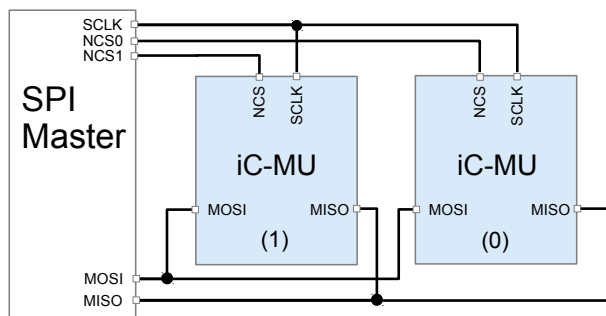 SCLK
NCS0
NCS1
SPI
Master
NCS
SCLK
NCS
SCLK
iC-MU
iC-MU
MOSI
MISO
MOSI
MISO
(1)
(0)
MOSI
MISO